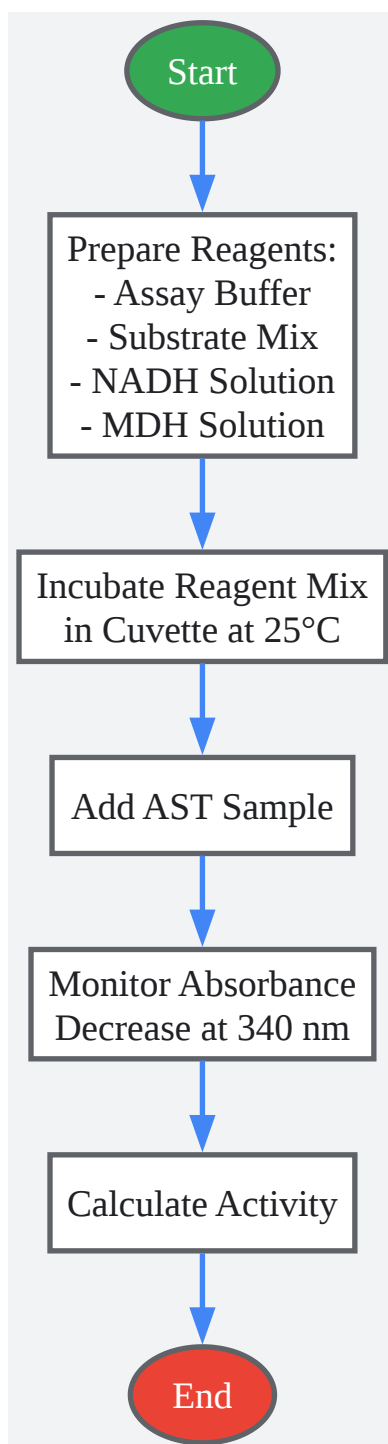 Start
Prepare Reagents:
- Assay Buffer
- Substrate Mix
- NADH Solution
- MDH Solution
Incubate Reagent Mix
in Cuvette at 25°C
Add AST Sample
Monitor Absorbance
Decrease at 340 nm
Calculate Activity
End